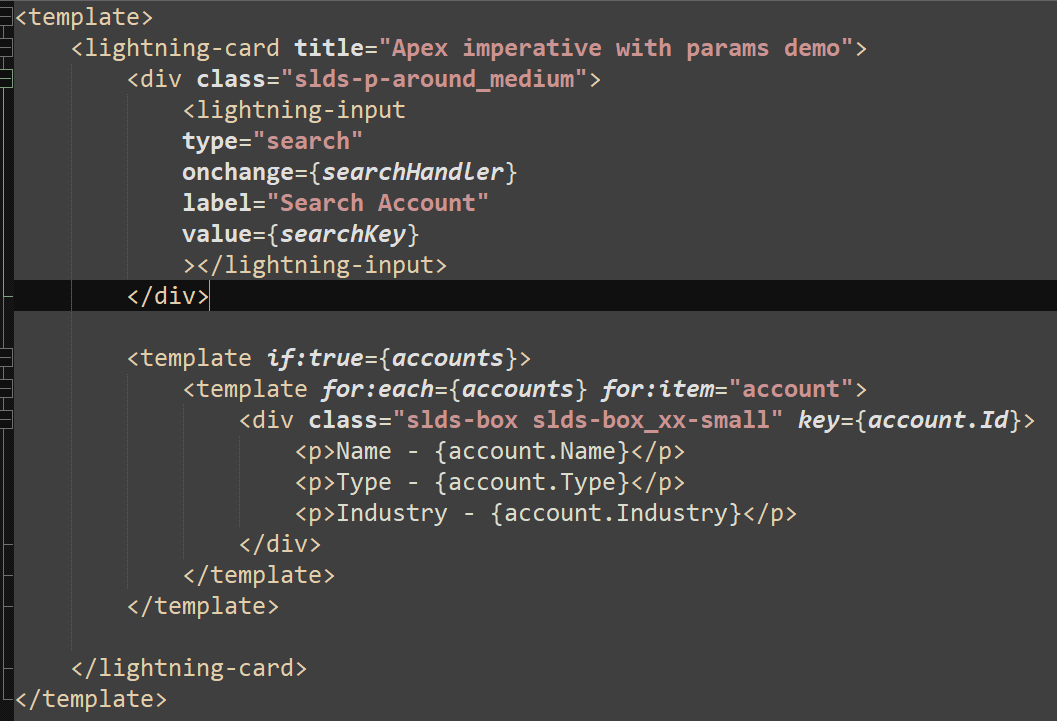 <template>
<lightning-card title="Apex imperative with params demo">
<div class="slds-p-around_medium">
<lightning-input
type="search"
onchange={searchHandler}
label="Search Account"
value={searchKey}
></lightning-input>
</div>
<template if:true={accounts}>
<template for:each={accounts} for:item="account">
<div class="slds-box slds-box_xx-small" key={account.Id}>
<p>Name - {account.Name}</p>
<p>Type - {account.Type}</p>
<p>Industry - {account.Industry}</p>
</div>
</template>
</template>
</lightning-card>
</template>